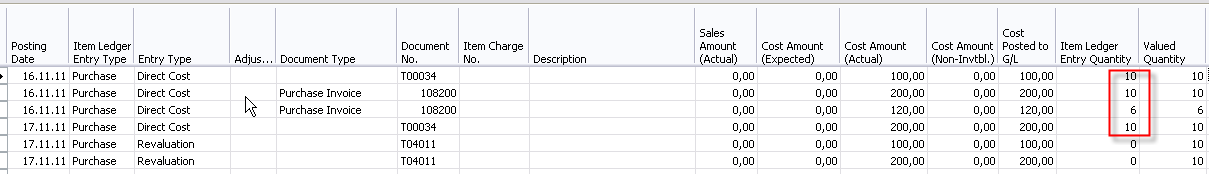 Posting Date Item Ledger Entry Type Entry Type Adjus... Document Type Document No. Item Charge No. Description Sales Amount (Actual) Cost Amount (Expected) Cost Amount (Actual) Cost Amount (Non-Invtbl.) Cost Posted to G/L Item Ledger Entry Quantity Valued Quantity
16.11.11 Purchase Direct Cost T00034 0,00 0,00 100,00 0,00 100,00 10 10
16.11.11 Purchase Direct Cost Purchase Invoice 108200 0,00 0,00 200,00 0,00 200,00 10 10
16.11.11 Purchase Direct Cost Purchase Invoice 108200 0,00 0,00 120,00 0,00 120,00 6 6
17.11.11 Purchase Direct Cost T00034 0,00 0,00 200,00 0,00 200,00 10 10
17.11.11 Purchase Revaluation T04011 0,00 0,00 100,00 0,00 100,00 0 10
17.11.11 Purchase Revaluation T04011 0,00 0,00 200,00 0,00 200,00 0 10